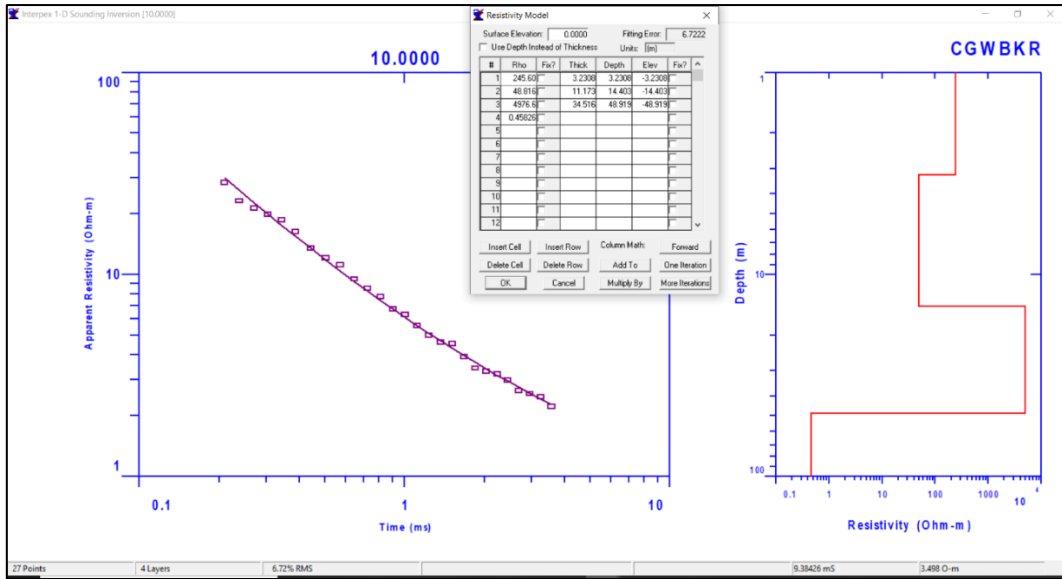 Interpex 1-D Sounding Inversion [10.0000]
Resistivity Model
Surface Elevation: 0.0000 Fitting Error: 6.7222
Use Depth Instead of Thickness Units: [(m)]
# Rho Fix? Thick Depth Elev Fix?
1 245.60 3.2308 3.2308 -3.2308
2 48.816 11.173 14.403 -14.403
3 4976.6 34.516 48.919 -48.919
4 0.45826
5
6
7
8
9
10
11
12
Insert Cell Insert Row Column Math: Forward
Delete Cell Delete Row Add To One Iteration
OK Cancel Multiply By More Iterations
10.0000
100
10
1
Apparent Resistivity (Ohm-m)
0.1 1 10
Time (ms)
CGWBKR
1
10
100
Depth (m)
0.1 1 10 100 1000 10 4
Resistivity (Ohm-m)
27 Points 4 Layers 6.72% RMS 9.38426 mS 3.498 O-m